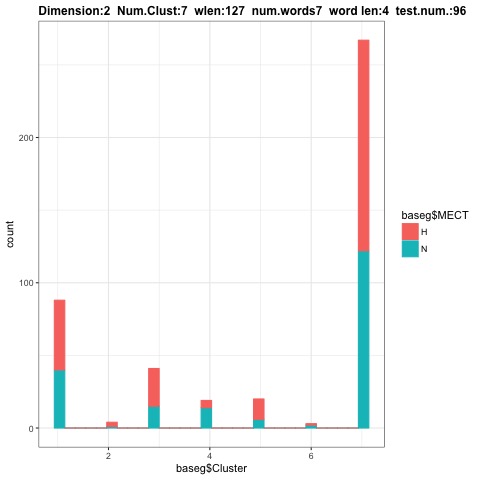 Dimension:2 Num.Clust:7 wlen:127 num.words7 word len:4 test.num.:96
200
100
0
count
2
4
6
baseg$Cluster
baseg$MECT
H
N